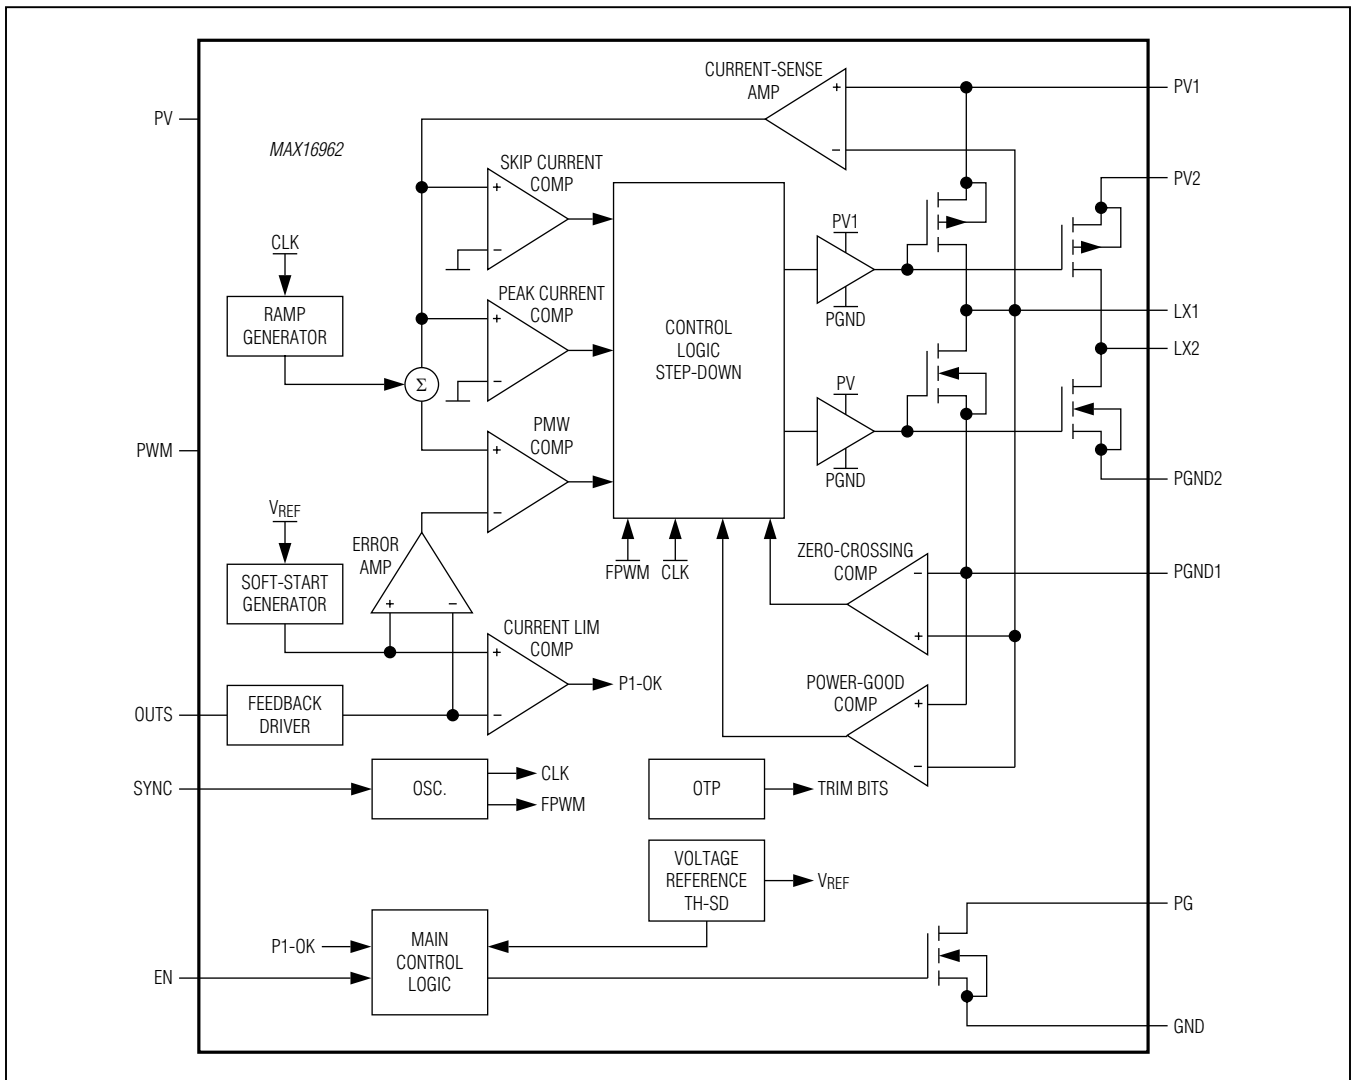 CURRENT-SENSE
AMP
PV1
PV
MAX16962
SKIP CURRENT
COMP
PV2
CLK
PV1
RAMP
GENERATOR
PEAK CURRENT
COMP
CONTROL
LOGIC
STEP-DOWN
PGND
LX1
LX2
Σ
PV
PWM
PMW
COMP
PGND
PGND2
VREF
ERROR
AMP
SOFT-START
GENERATOR
FPWM
CLK
ZERO-CROSSING
COMP
PGND1
CURRENT LIM
COMP
P1-OK
POWER-GOOD
COMP
OUTS
FEEDBACK
DRIVER
SYNC
OSC.
CLK
FPWM
OTP
TRIM BITS
VOLTAGE
REFERENCE
TH-SD
VREF
PG
P1-OK
EN
MAIN
CONTROL
LOGIC
GND
+
−
+
−
+
−
+
−
+
−
+
−
−
+
+
−